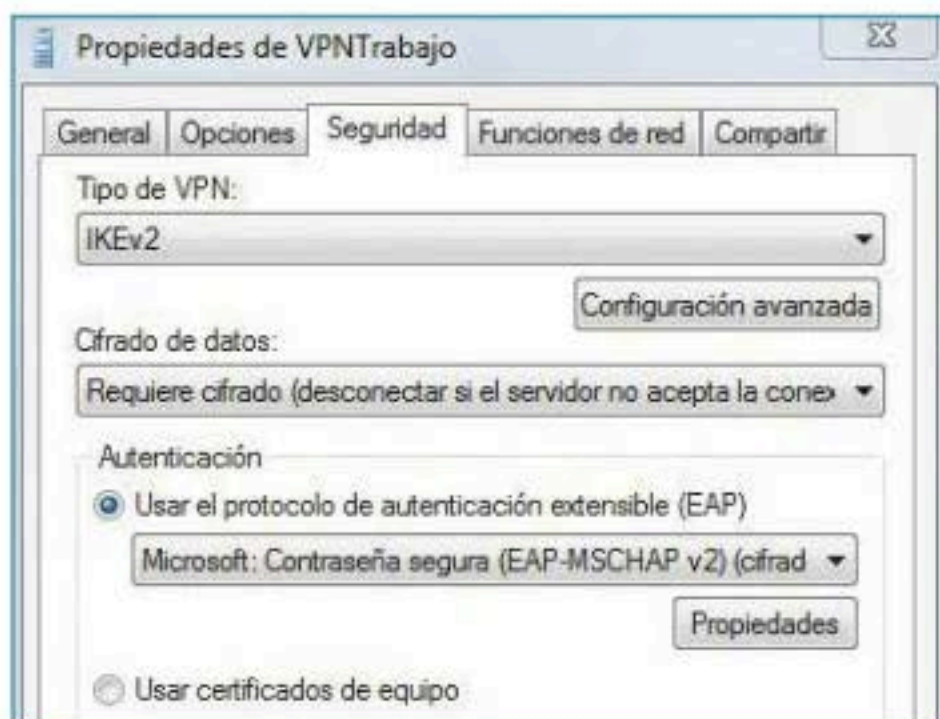 Propiedades de VPNTrabajo
General Opciones Seguridad Funciones de red Compartir
Tipo de VPN:
IKEv2
Configuración avanzada
Cifrado de datos:
Requiere cifrado (desconectar si el servidor no acepta la conex
Autenticación
Usar el protocolo de autenticación extensible (EAP)
Microsoft: Contraseña segura (EAP-MSCHAP v2) (cifrad
Propiedades
Usar certificados de equipo